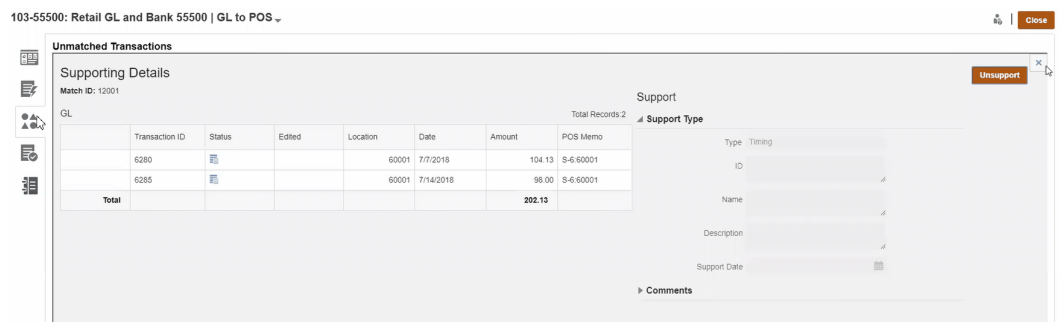 103-55500: Retail GL and Bank 55500 | GL to POS
Close
Unmatched Transactions
Supporting Details
Unsupport
Match ID: 12001
Support
GL
Total Records:2
Support Type
Transaction ID Status Edited Location Date Amount POS Memo
6280 60001 7/7/2018 104.13 S-6:60001
6285 60001 7/14/2018 98.00 S-6:60001
Total 202.13
Type Timing
ID
Name
Description
Support Date
Comments